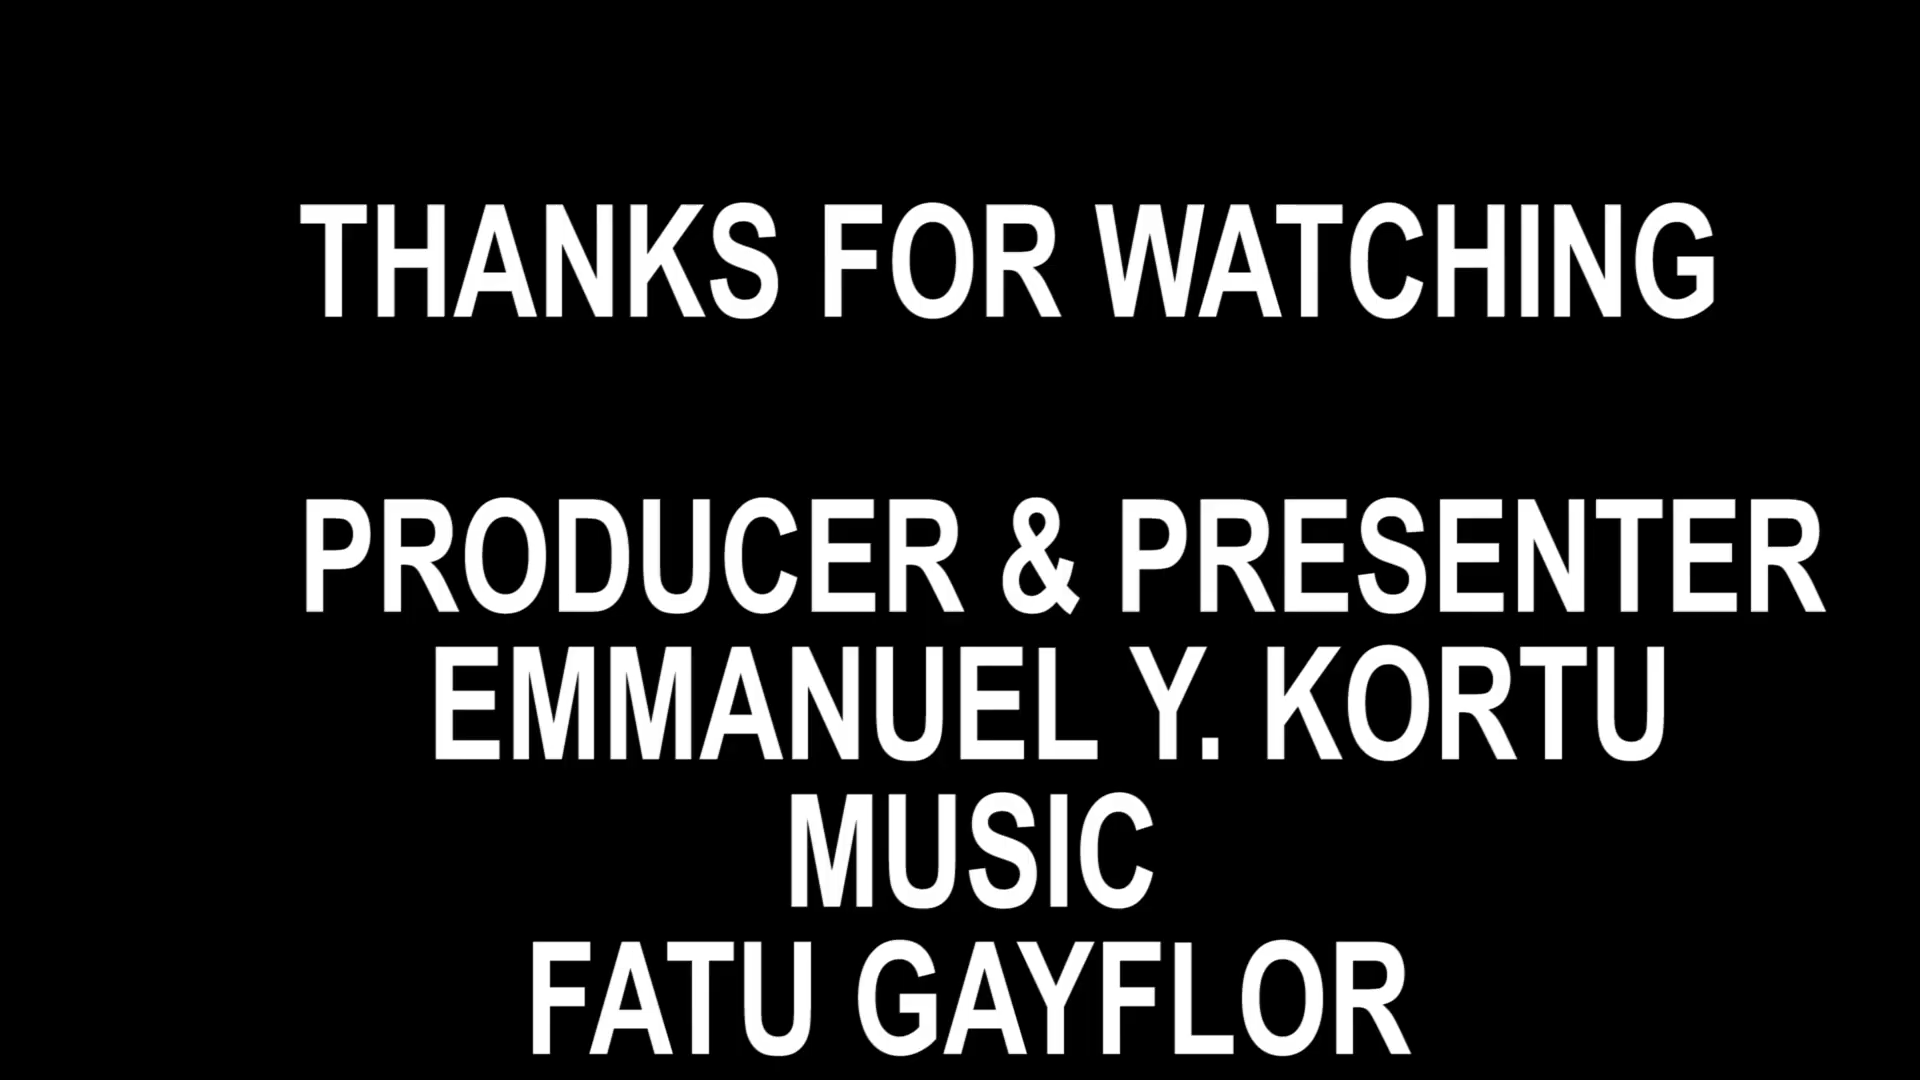 THANKS FOR WATCHING
PRODUCER & PRESENTER
EMMANUEL Y. KORTU
MUSIC
FATU GAYFLOR